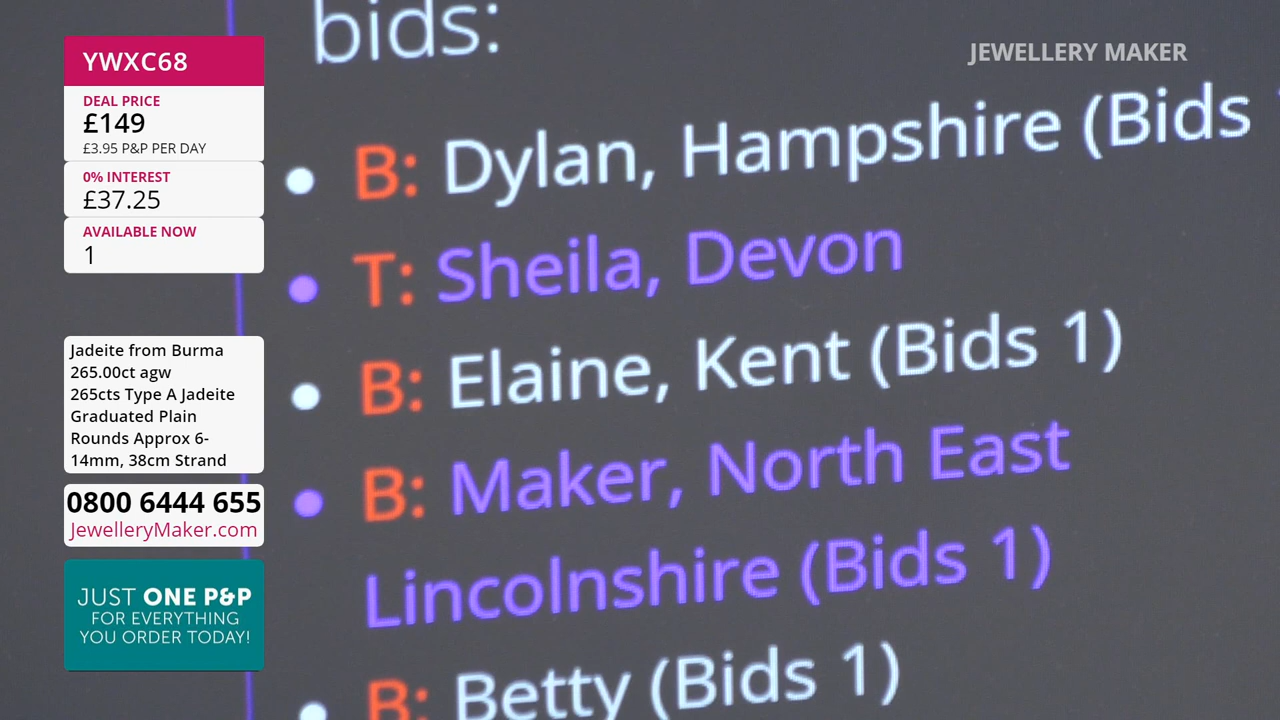 YWXC68
DEAL PRICE
£149
£3.95 P&P PER DAY
0% INTEREST
£37.25
AVAILABLE NOW
1
Jadeite from Burma
265.00ct agw
265cts Type A Jadeite
Graduated Plain
Rounds Approx 6-
14mm, 38cm Strand
0800 6444 655
JewelleryMaker.com
JUST ONE P&P
FOR EVERYTHING
YOU ORDER TODAY!
JEWELLERY MAKER
bids:
• B: Dylan, Hampshire (Bids
• T: Sheila, Devon
• B: Elaine, Kent (Bids 1)
• B: Maker, North East
Lincolnshire (Bids 1)
• B: Betty (Bids 1)